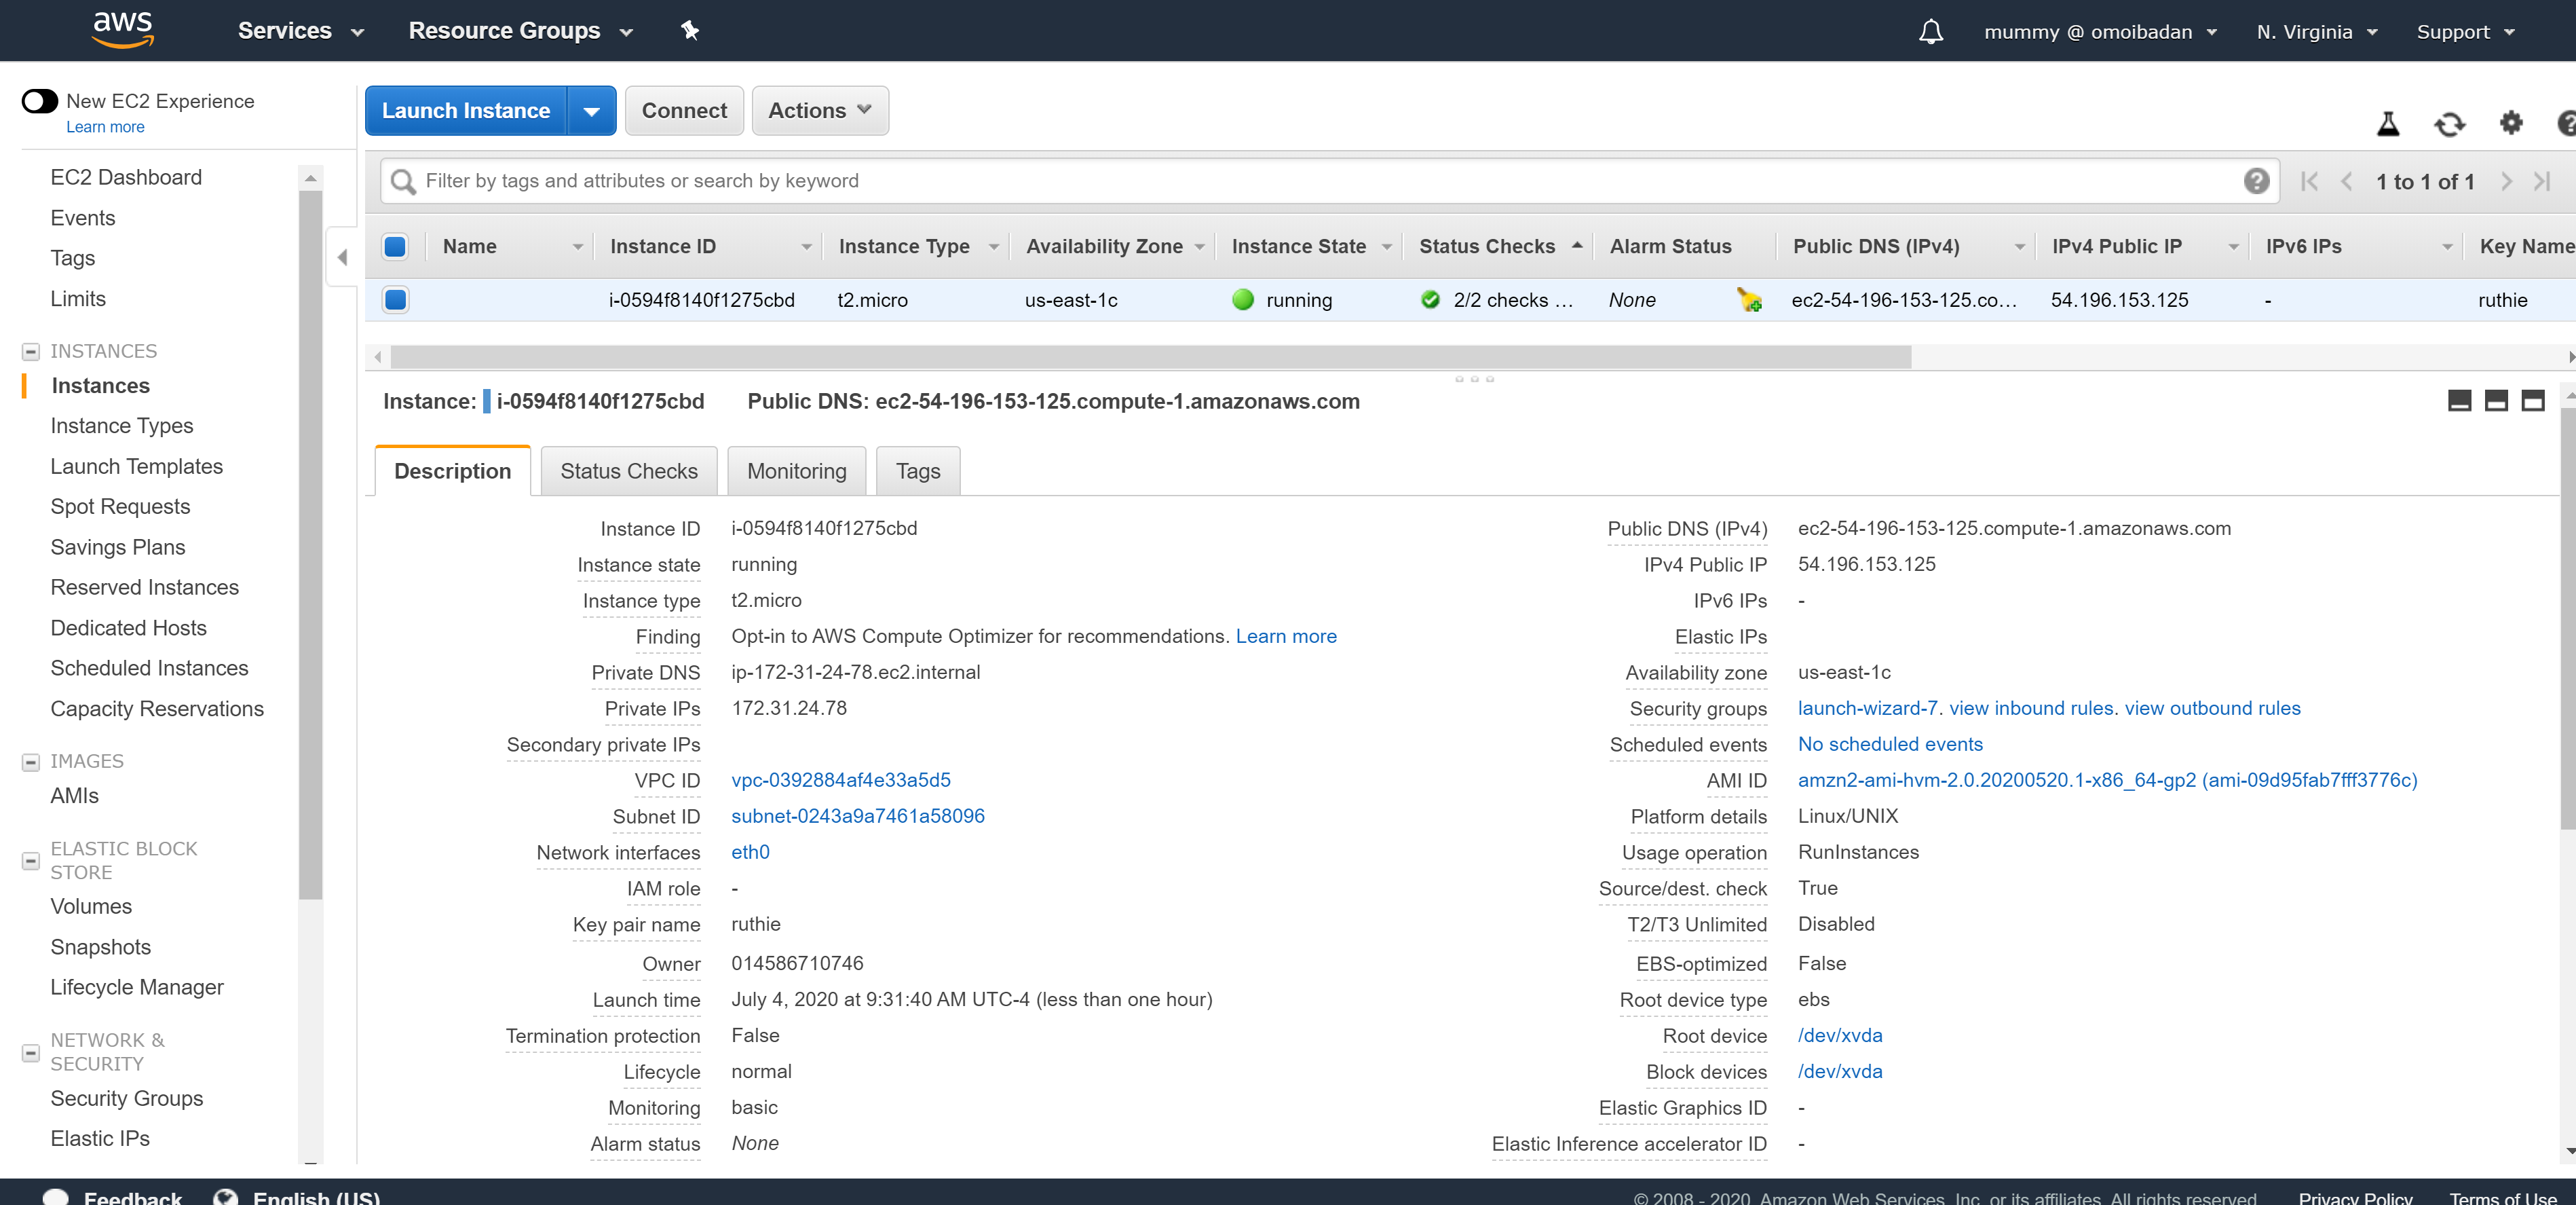 aws Services Resource Groups mummy @ omoibadan N. Virginia Support
New EC2 Experience
Learn more
EC2 Dashboard
Events
Tags
Limits
INSTANCES
Instances
Instance Types
Launch Templates
Spot Requests
Savings Plans
Reserved Instances
Dedicated Hosts
Scheduled Instances
Capacity Reservations
IMAGES
AMIs
ELASTIC BLOCK
STORE
Volumes
Snapshots
Lifecycle Manager
NETWORK &
SECURITY
Security Groups
Elastic IPs
Launch Instance Connect Actions
Filter by tags and attributes or search by keyword 1 to 1 of 1
Name Instance ID Instance Type Availability Zone Instance State Status Checks Alarm Status Public DNS (IPv4) IPv4 Public IP IPv6 IPs Key Name
i-0594f8140f1275cbd t2.micro us-east-1c running 2/2 checks ... None ec2-54-196-153-125.co... 54.196.153.125 - ruthie
Instance: i-0594f8140f1275cbd Public DNS: ec2-54-196-153-125.compute-1.amazonaws.com
Description Status Checks Monitoring Tags
Instance ID i-0594f8140f1275cbd
Instance state running
Instance type t2.micro
Finding Opt-in to AWS Compute Optimizer for recommendations. Learn more
Private DNS ip-172-31-24-78.ec2.internal
Private IPs 172.31.24.78
Secondary private IPs
VPC ID vpc-0392884af4e33a5d5
Subnet ID subnet-0243a9a7461a58096
Network interfaces eth0
IAM role -
Key pair name ruthie
Owner 014586710746
Launch time July 4, 2020 at 9:31:40 AM UTC-4 (less than one hour)
Termination protection False
Lifecycle normal
Monitoring basic
Alarm status None
Public DNS (IPv4) ec2-54-196-153-125.compute-1.amazonaws.com
IPv4 Public IP 54.196.153.125
IPv6 IPs -
Elastic IPs
Availability zone us-east-1c
Security groups launch-wizard-7. view inbound rules. view outbound rules
Scheduled events No scheduled events
AMI ID amzn2-ami-hvm-2.0.20200520.1-x86_64-gp2 (ami-09d95fab7fff3776c)
Platform details Linux/UNIX
Usage operation RunInstances
Source/dest. check True
T2/T3 Unlimited Disabled
EBS-optimized False
Root device type ebs
Root device /dev/xvda
Block devices /dev/xvda
Elastic Graphics ID -
Elastic Inference accelerator ID -
Feedback English (US) © 2008 - 2020, Amazon Web Services, Inc. or its affiliates. All rights reserved. Privacy Policy Terms of Use